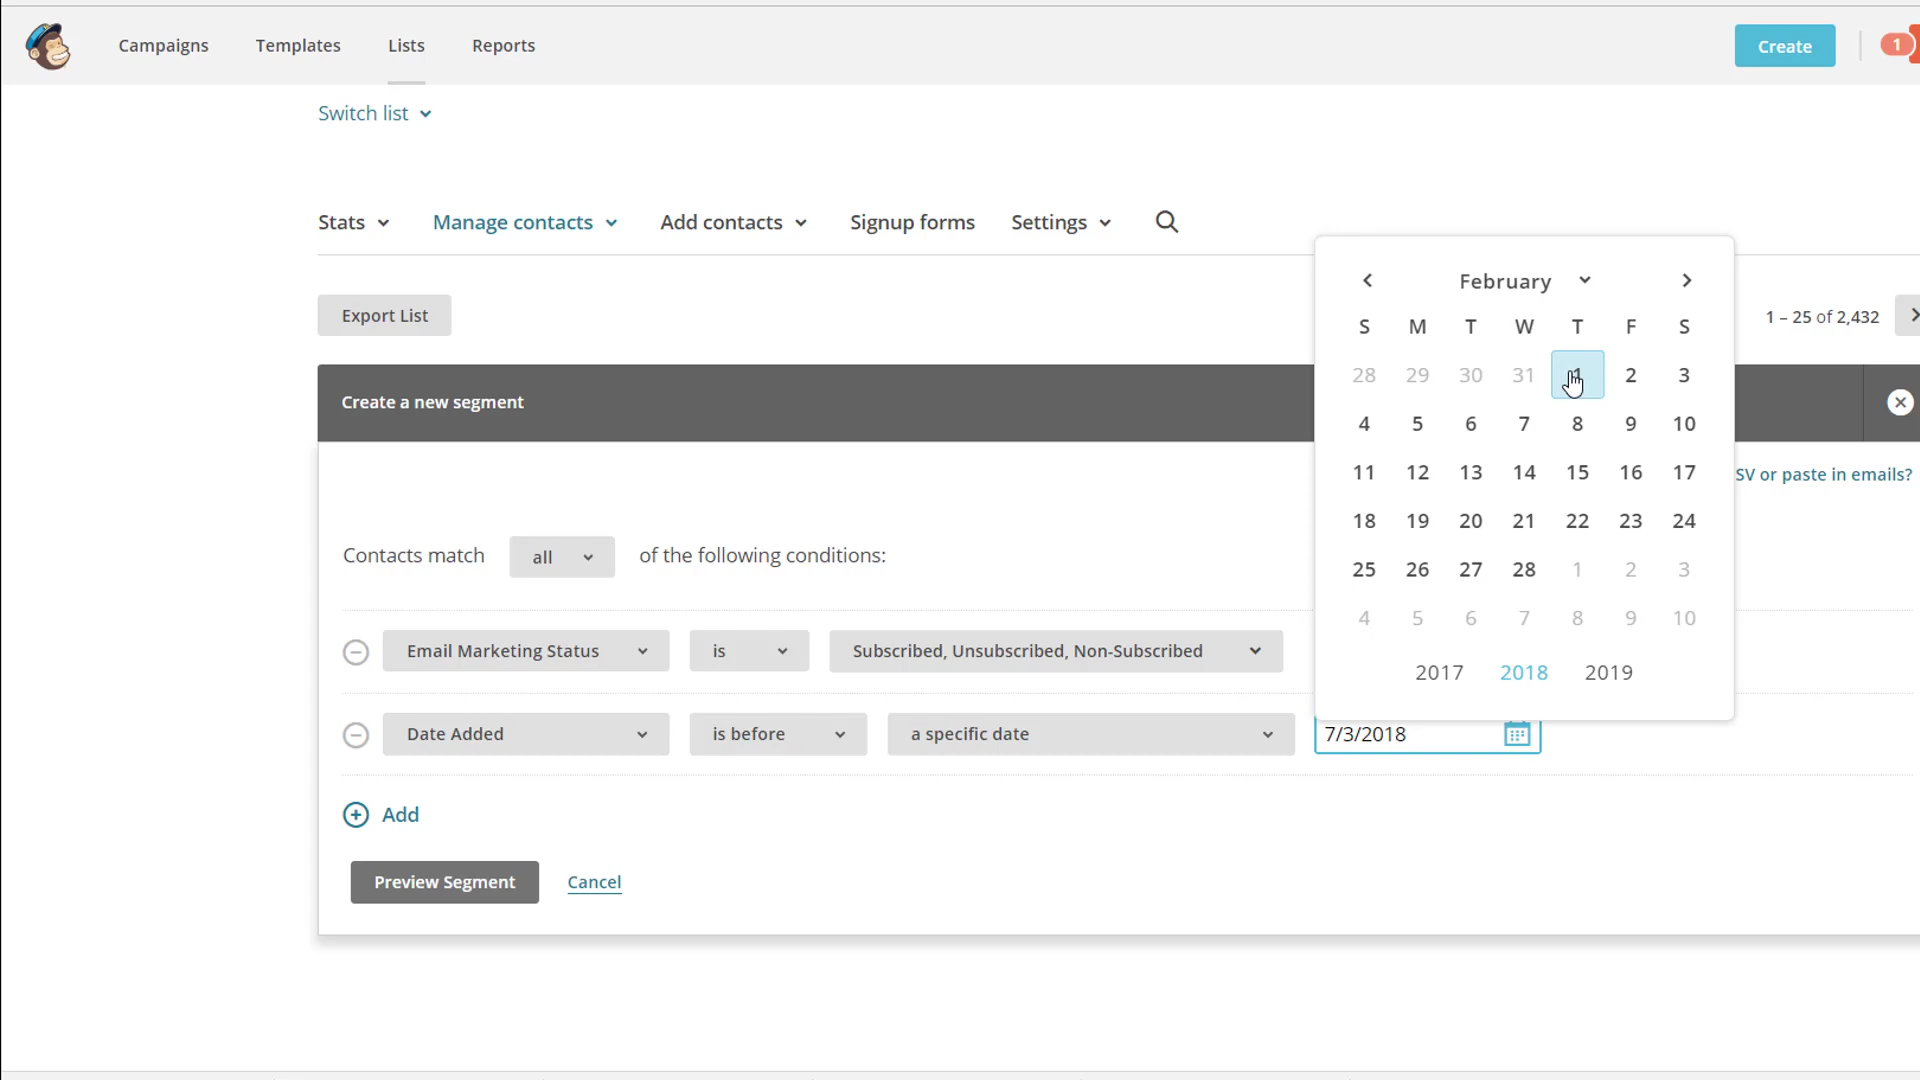 Campaigns Templates Lists Reports Create 1
Switch list
Stats Manage contacts Add contacts Signup forms Settings
February
Export List 1 – 25 of 2,432
S M T W T F S
28 29 30 31 1 2 3
Create a new segment
4 5 6 7 8 9 10
11 12 13 14 15 16 17
SV or paste in emails?
18 19 20 21 22 23 24
Contacts match all of the following conditions:
25 26 27 28 1 2 3
4 5 6 7 8 9 10
Email Marketing Status is Subscribed, Unsubscribed, Non-Subscribed
2017 2018 2019
Date Added is before a specific date 7/3/2018
Add
Preview Segment Cancel